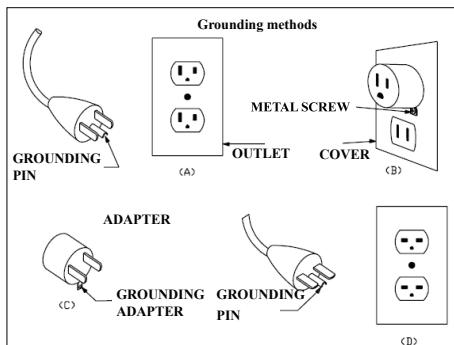 Grounding methods
METAL SCREW
GROUNDING
PIN
OUTLET
COVER
(A)
(B)
ADAPTER
GROUNDING
ADAPTER
(C)
GROUNDING
PIN
(D)